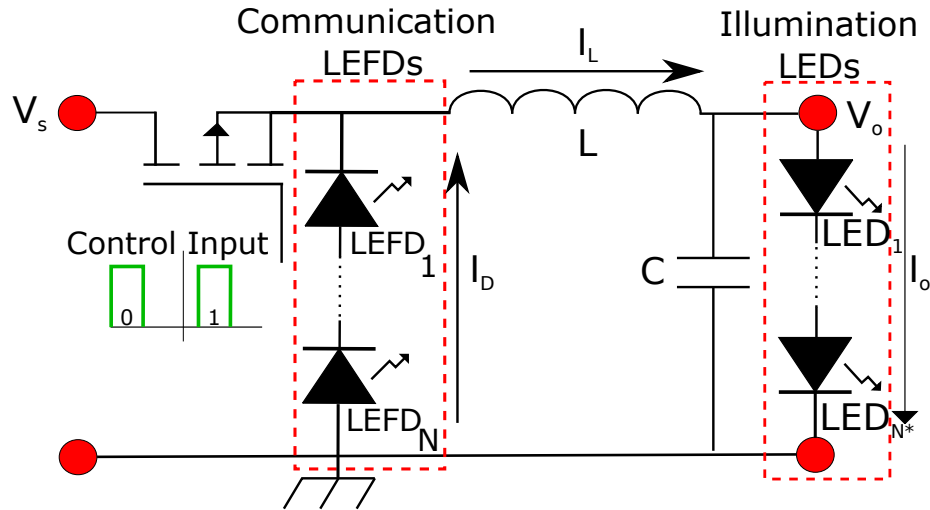 Communication
LEFDs
Illumination
LEDs
I_L
V_s
L
V_o
LEFD_1
LED_1
Control Input
0 1
I_D
C
I_o
LEFD_N
LED_N*